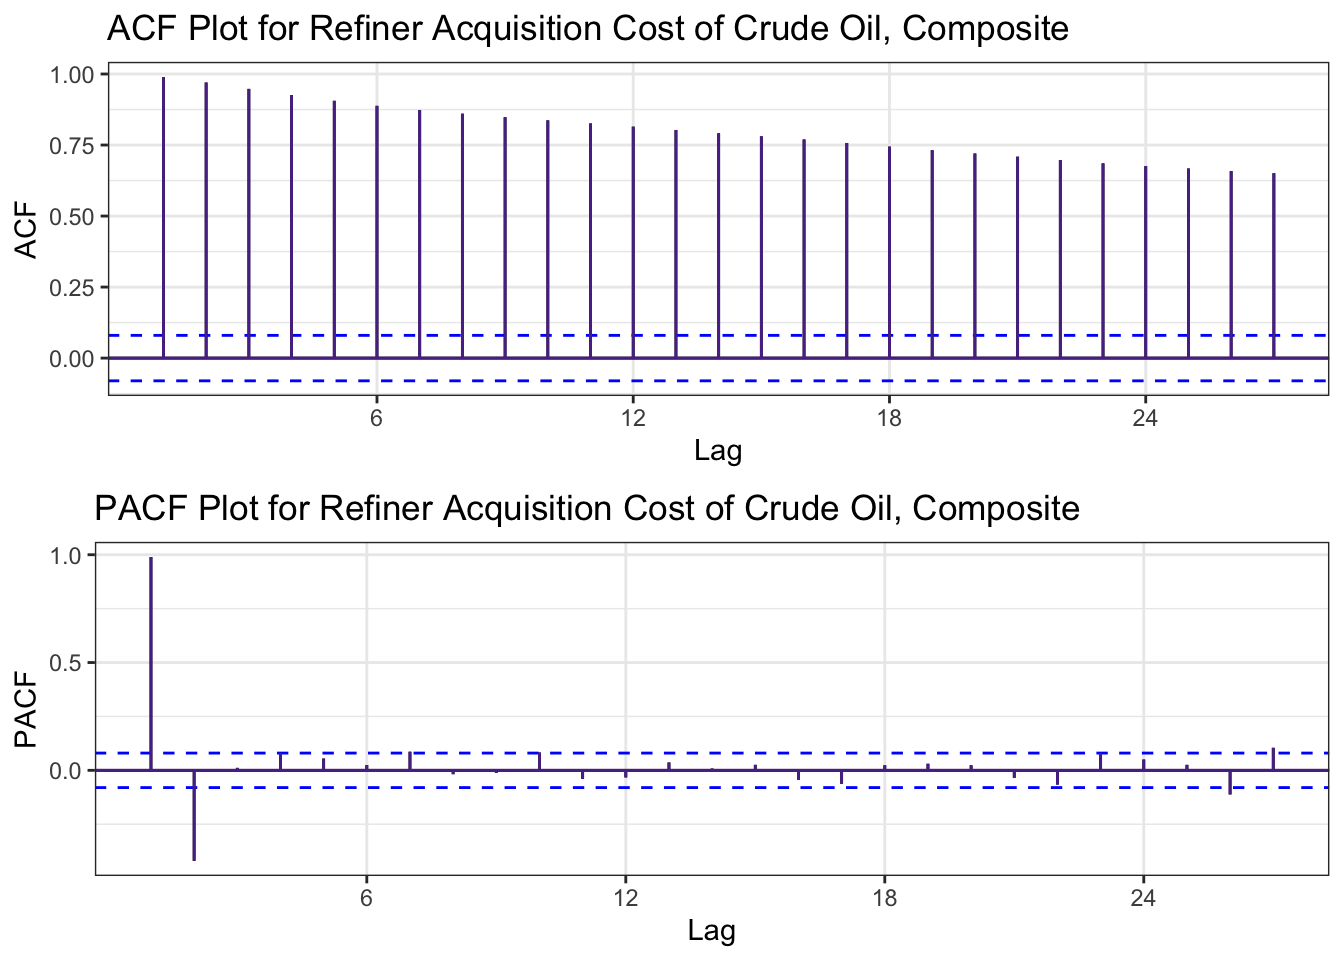 ACF Plot for Refiner Acquisition Cost of Crude Oil, Composite
1.00
0.75
0.50
0.25
0.00
ACF
6 12 18 24
Lag
PACF Plot for Refiner Acquisition Cost of Crude Oil, Composite
1.0
0.5
0.0
PACF
6 12 18 24
Lag